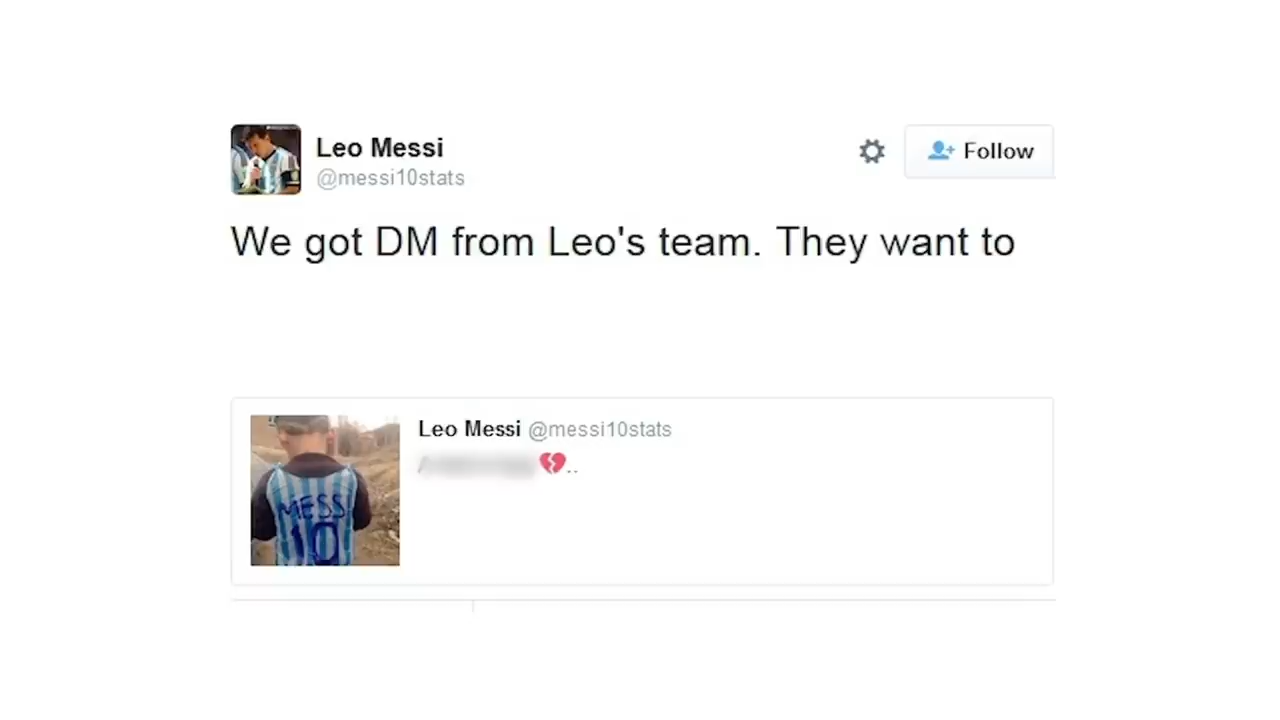 Leo Messi
@messi10stats
Follow
We got DM from Leo's team. They want to
Leo Messi @messi10stats
💔..
MESSI
10